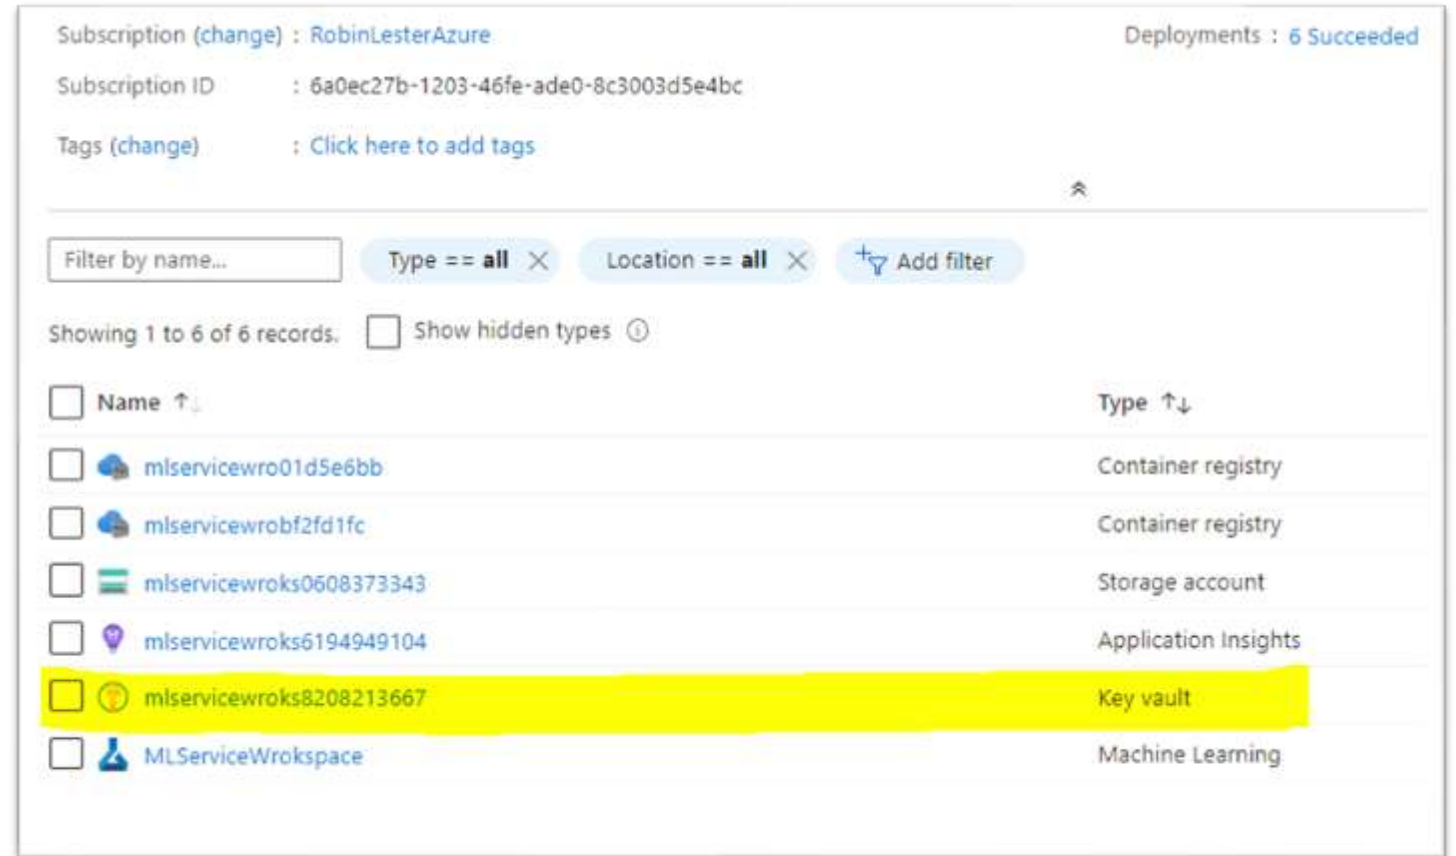 Subscription (change) : RobinLesterAzure Deployments : 6 Succeeded
Subscription ID : 6a0ec27b-1203-46fe-ade0-8c3003d5e4bc
Tags (change) : Click here to add tags
Filter by name... Type == all Location == all Add filter
Showing 1 to 6 of 6 records. Show hidden types
Name Type
mlservicewro01d5e6bb Container registry
mlservicewrobf2fd1fc Container registry
mlservicewroks0608373343 Storage account
mlservicewroks6194949104 Application Insights
mlservicewroks8208213667 Key vault
MLServiceWrokspace Machine Learning